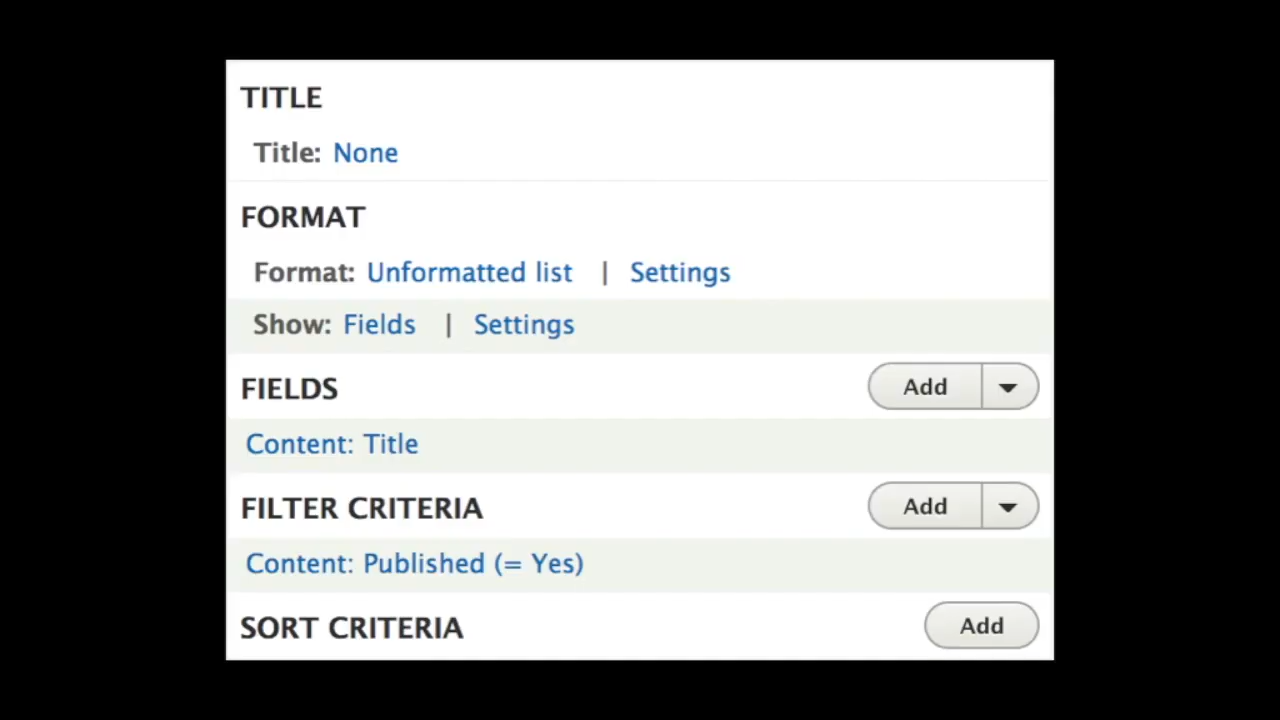 TITLE
Title: None
FORMAT
Format: Unformatted list | Settings
Show: Fields | Settings
FIELDS Add
Content: Title
FILTER CRITERIA Add
Content: Published (= Yes)
SORT CRITERIA Add